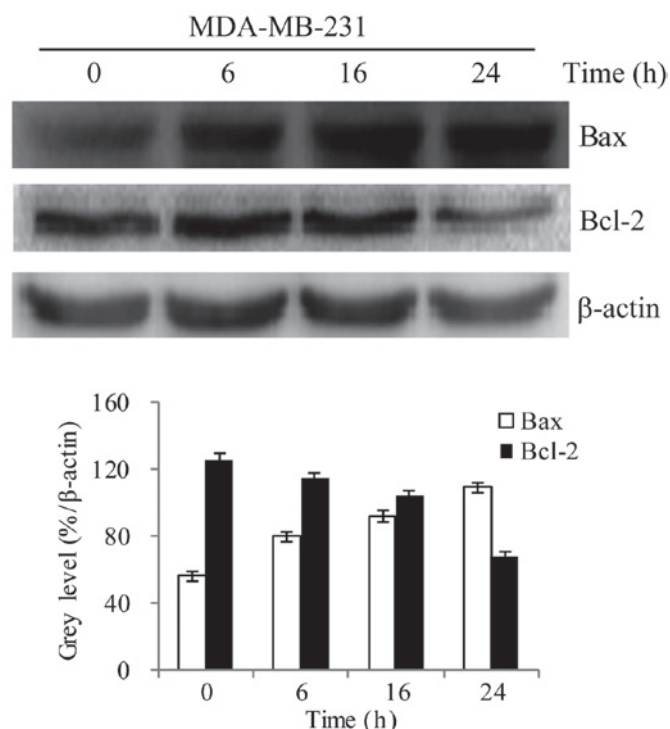 MDA-MB-231
0 6 16 24 Time (h)
Bax
Bcl-2
β-actin
Grey level (%/β-actin)
160
120
80
40
0
Bax
Bcl-2
0 6 16 24
Time (h)